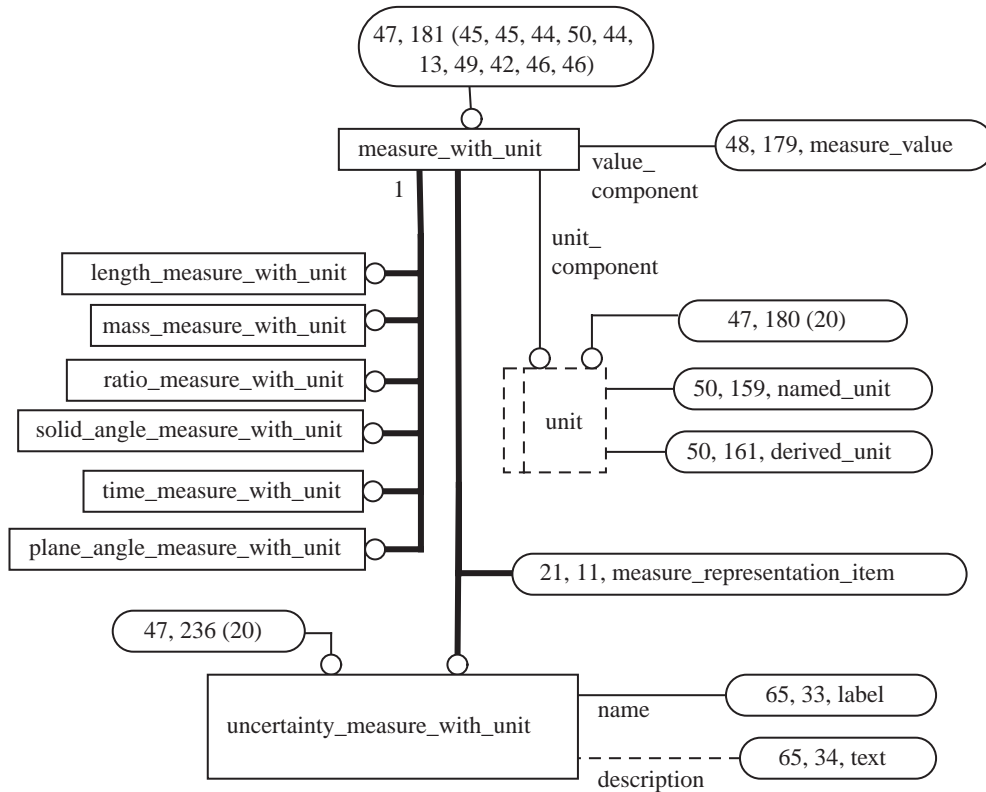 47, 181 (45, 45, 44, 50, 44,
13, 49, 42, 46, 46)
measure_with_unit
value_
component
48, 179, measure_value
1
unit_
component
length_measure_with_unit
mass_measure_with_unit
47, 180 (20)
ratio_measure_with_unit
50, 159, named_unit
unit
solid_angle_measure_with_unit
50, 161, derived_unit
time_measure_with_unit
plane_angle_measure_with_unit
21, 11, measure_representation_item
47, 236 (20)
65, 33, label
name
uncertainty_measure_with_unit
65, 34, text
description